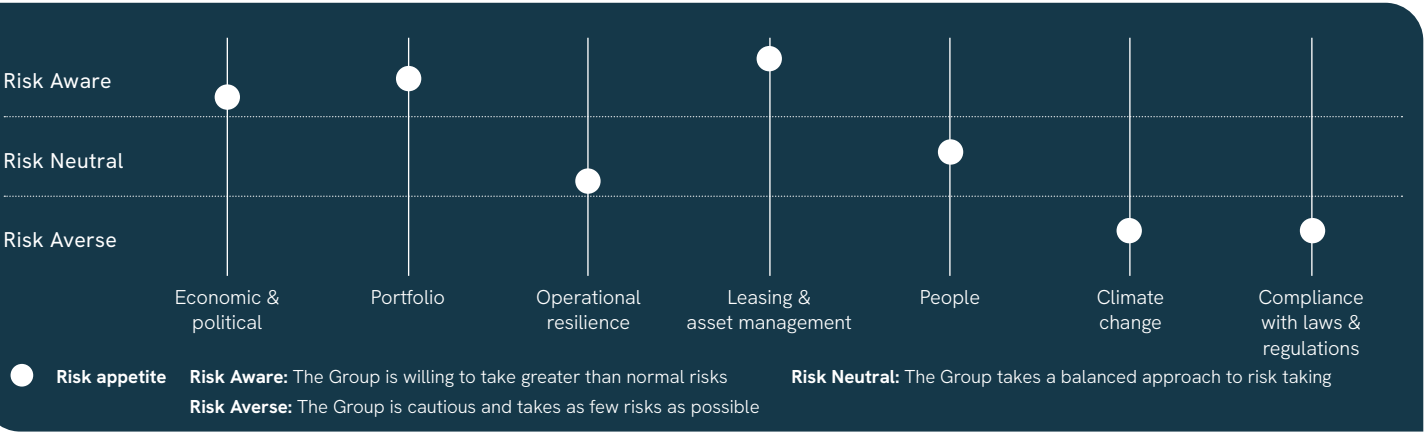 Risk Aware
Risk Neutral
Risk Averse
Economic &
political
Portfolio
Operational
resilience
Leasing &
asset management
People
Climate
change
Compliance
with laws &
regulations
Risk appetite
Risk Aware: The Group is willing to take greater than normal risks
Risk Neutral: The Group takes a balanced approach to risk taking
Risk Averse: The Group is cautious and takes as few risks as possible